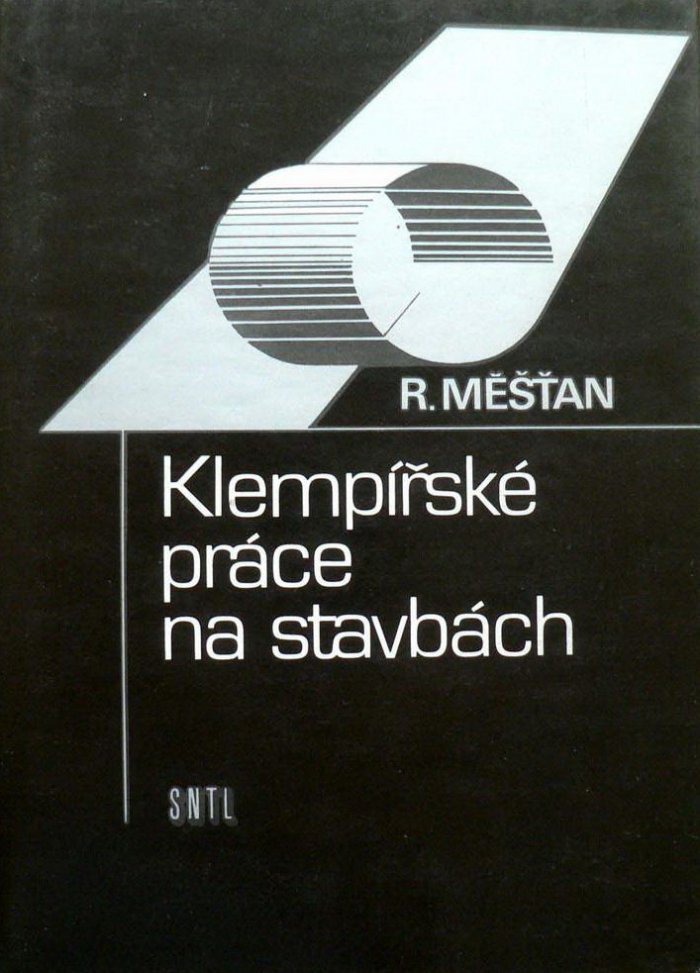 R. MĚŠŤAN
Klempířské
práce
na stavbách
SNTL